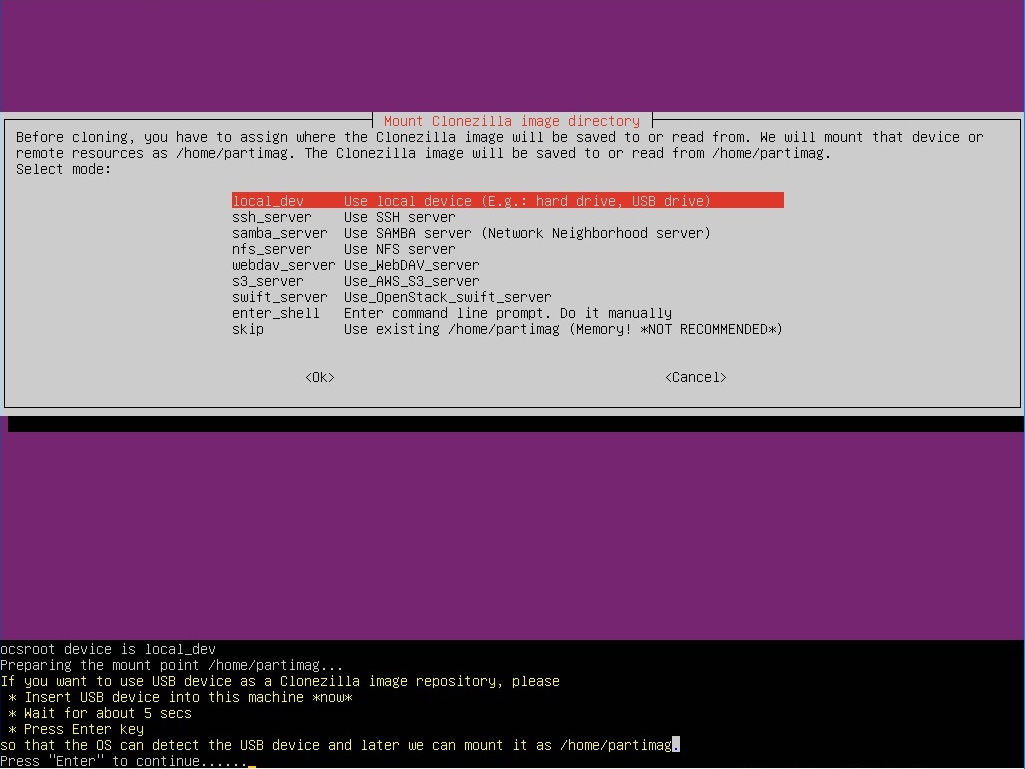 Mount Clonezilla image directory
Before cloning, you have to assign where the Clonezilla image will be saved to or read from. We will mount that device or
remote resources as /home/partimag. The Clonezilla image will be saved to or read from /home/partimag.
Select mode:
local_dev Use local device (E.g.: hard drive, USB drive)
ssh_server Use SSH server
samba_server Use SAMBA server (Network Neighborhood server)
nfs_server Use NFS server
webdav_server Use_WebDAV_server
s3_server Use_AWS_S3_server
swift_server Use_OpenStack_swift_server
enter_shell Enter command line prompt. Do it manually
skip Use existing /home/partimag (Memory! *NOT RECOMMENDED*)
<Ok> <Cancel>
ocsroot device is local_dev
Preparing the mount point /home/partimag...
If you want to use USB device as a Clonezilla image repository, please
* Insert USB device into this machine *now*
* Wait for about 5 secs
* Press Enter key
so that the OS can detect the USB device and later we can mount it as /home/partimag.
Press "Enter" to continue......